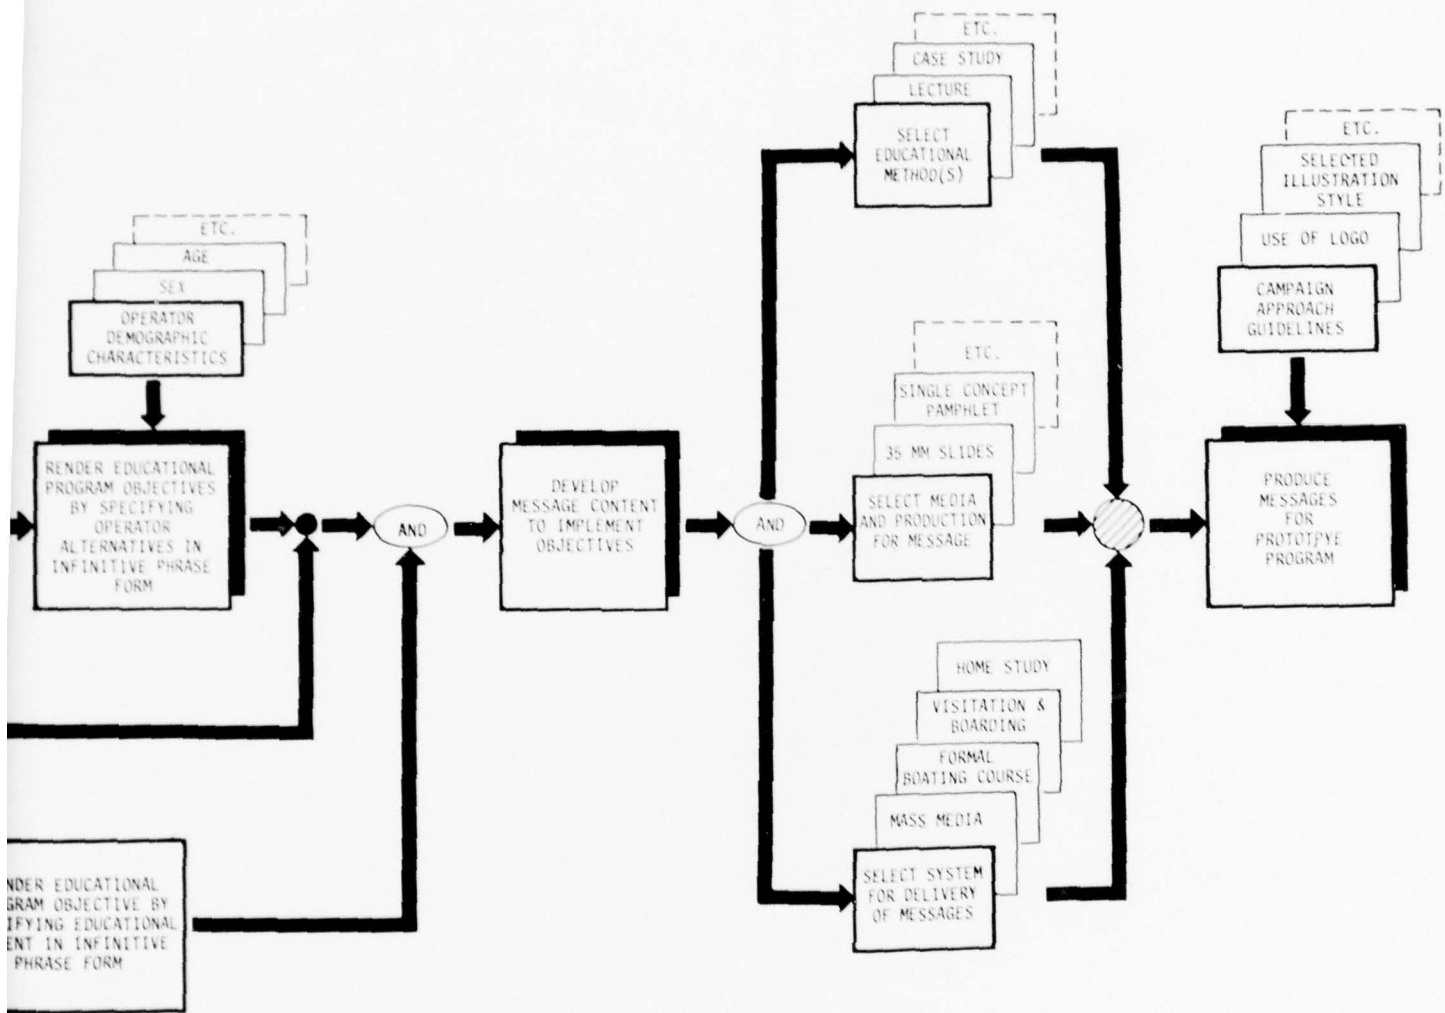 ETC.
AGE
SEX
OPERATOR
DEMOGRAPHIC
CHARACTERISTICS
RENDER EDUCATIONAL
PROGRAM OBJECTIVES
BY SPECIFYING
OPERATOR
ALTERNATIVES IN
INFINITIVE PHRASE
FORM
NDER EDUCATIONAL
GRAM OBJECTIVE BY
IFYING EDUCATIONAL
ENT IN INFINITIVE
PHRASE FORM
AND
DEVELOP
MESSAGE CONTENT
TO IMPLEMENT
OBJECTIVES
AND
ETC.
CASE STUDY
LECTURE
SELECT
EDUCATIONAL
METHOD(S)
ETC.
SINGLE CONCEPT
PAMPHLET
35 MM SLIDES
SELECT MEDIA
AND PRODUCTION
FOR MESSAGE
HOME STUDY
VISITATION &
BOARDING
FORMAL
BOATING COURSE
MASS MEDIA
SELECT SYSTEM
FOR DELIVERY
OF MESSAGES
ETC.
SELECTED
ILLUSTRATION
STYLE
USE OF LOGO
CAMPAIGN
APPROACH
GUIDELINES
PRODUCE
MESSAGES
FOR
PROTOTPYE
PROGRAM